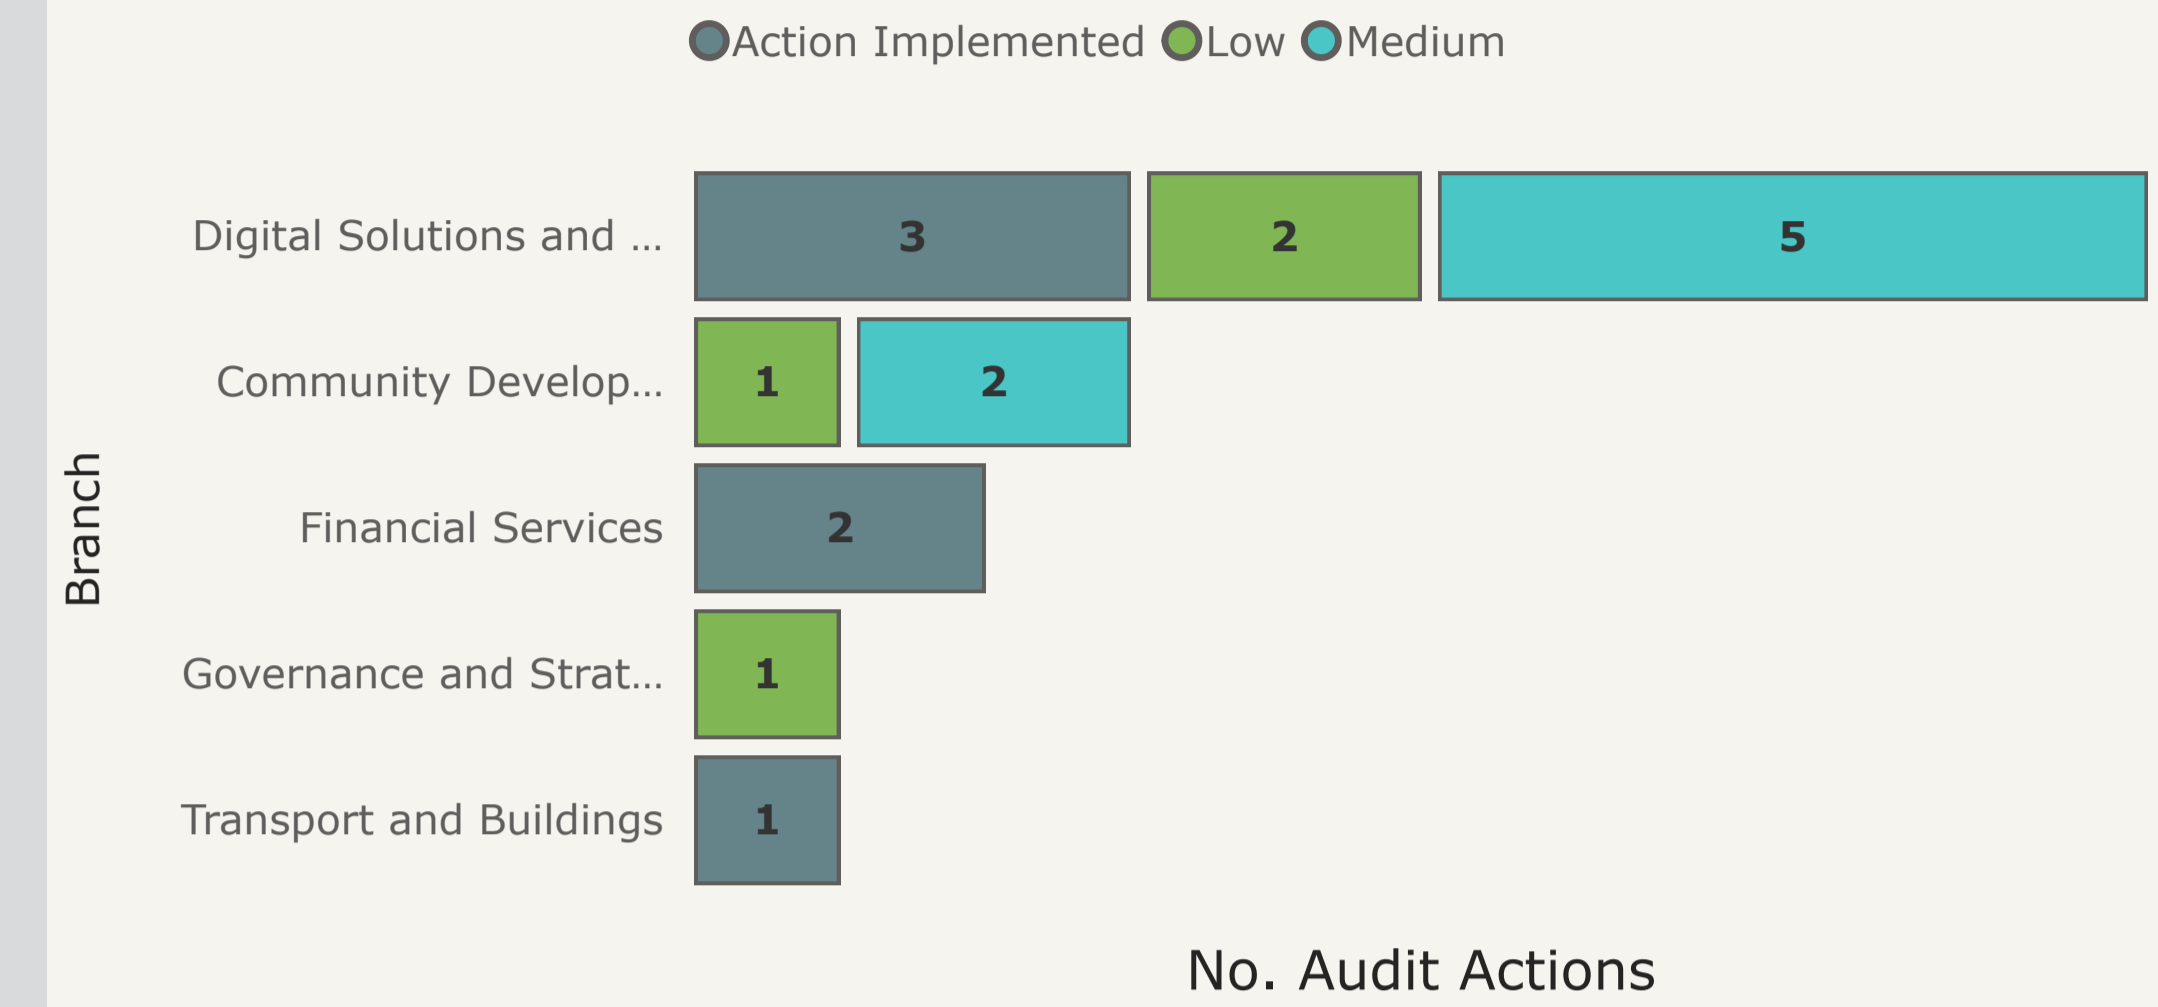 Action Implemented Low Medium
Digital Solutions and ... 3 2 5
Community Develop... 1 2
Financial Services 2
Governance and Strat... 1
Transport and Buildings 1
Branch
No. Audit Actions